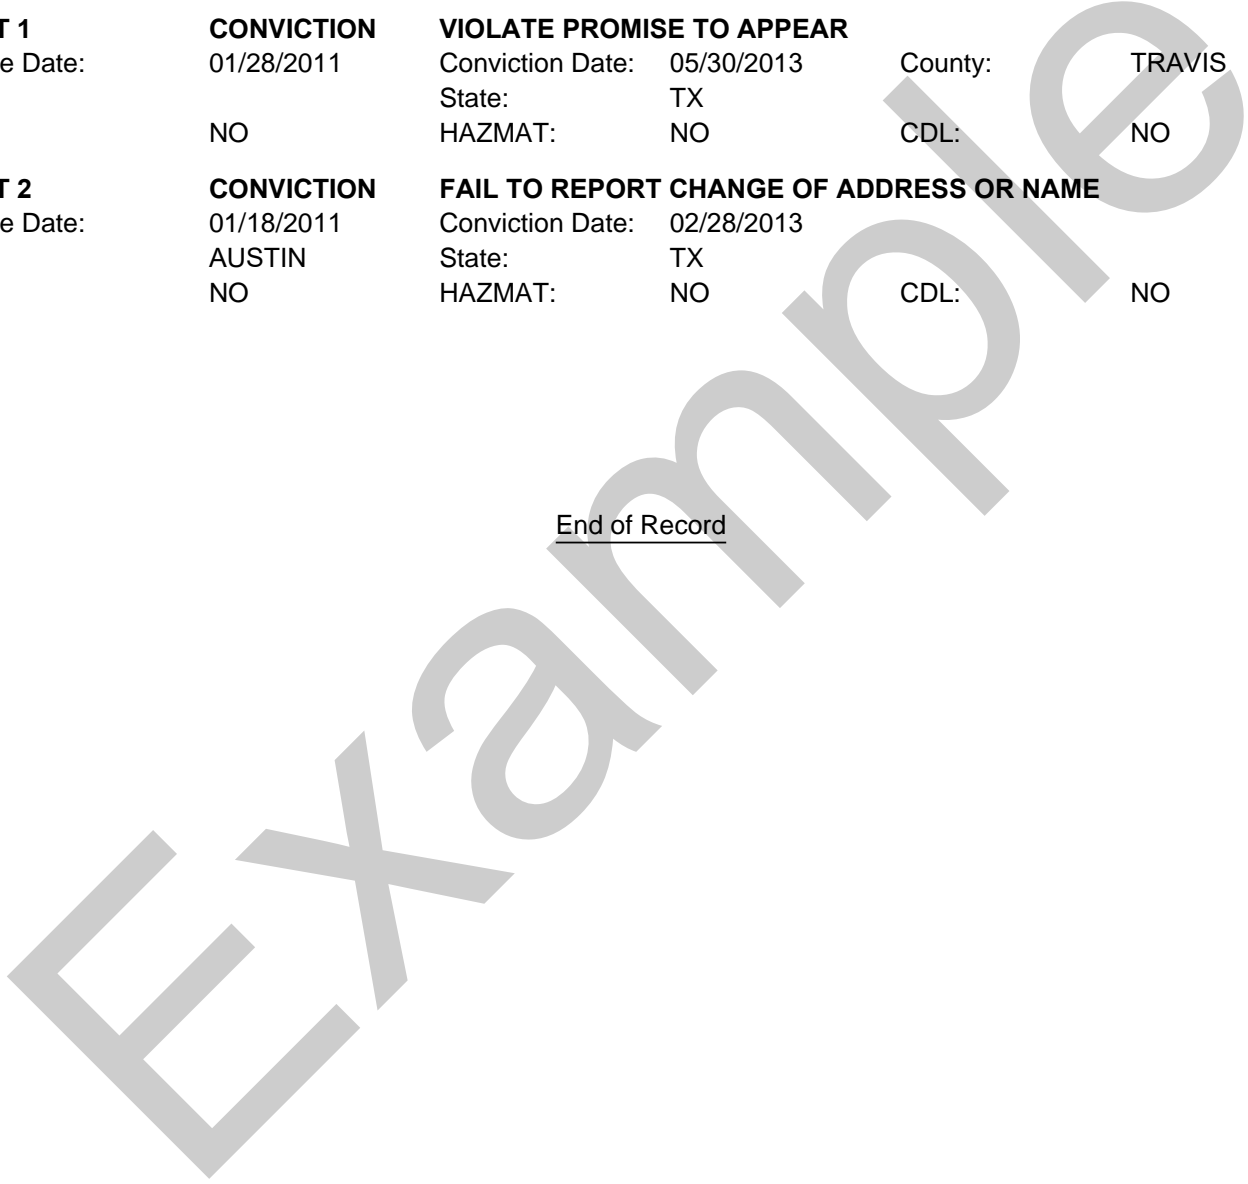 T 1 CONVICTION VIOLATE PROMISE TO APPEAR
e Date: 01/28/2011 Conviction Date: 05/30/2013 County: TRAVIS
State: TX
NO HAZMAT: NO CDL: NO
T 2 CONVICTION FAIL TO REPORT CHANGE OF ADDRESS OR NAME
e Date: 01/18/2011 Conviction Date: 02/28/2013
AUSTIN State: TX
NO HAZMAT: NO CDL: NO
End of Record
Example